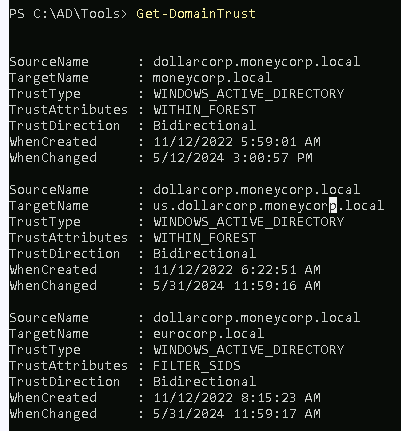 PS C:\AD\Tools> Get-DomainTrust
SourceName      : dollarcorp.moneycorp.local
TargetName      : moneycorp.local
TrustType       : WINDOWS_ACTIVE_DIRECTORY
TrustAttributes : WITHIN_FOREST
TrustDirection  : Bidirectional
WhenCreated     : 11/12/2022 5:59:01 AM
WhenChanged     : 5/12/2024 3:00:57 PM
SourceName      : dollarcorp.moneycorp.local
TargetName      : us.dollarcorp.moneycorp.local
TrustType       : WINDOWS_ACTIVE_DIRECTORY
TrustAttributes : WITHIN_FOREST
TrustDirection  : Bidirectional
WhenCreated     : 11/12/2022 6:22:51 AM
WhenChanged     : 5/31/2024 11:59:16 AM
SourceName      : dollarcorp.moneycorp.local
TargetName      : eurocorp.local
TrustType       : WINDOWS_ACTIVE_DIRECTORY
TrustAttributes : FILTER_SIDS
TrustDirection  : Bidirectional
WhenCreated     : 11/12/2022 8:15:23 AM
WhenChanged     : 5/31/2024 11:59:17 AM